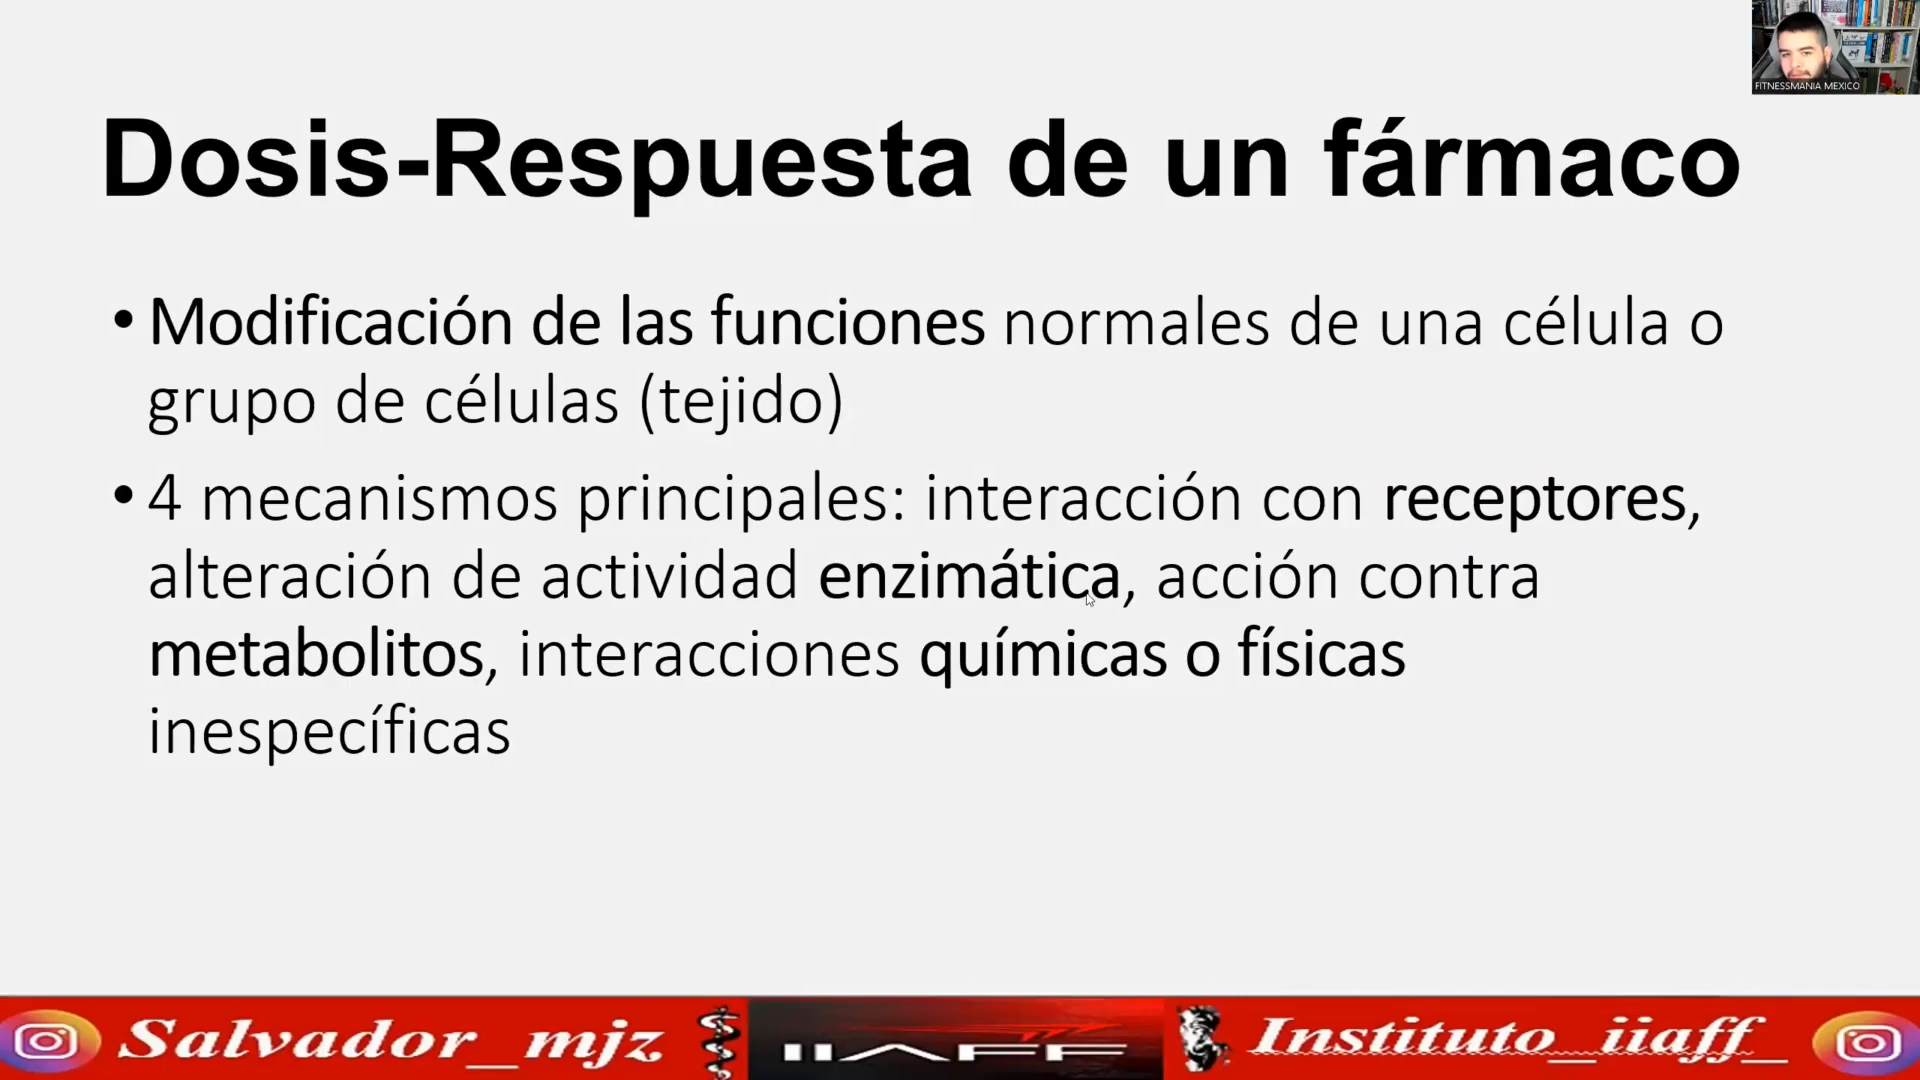 FITNESSMANIA MEXICO
Dosis-Respuesta de un fármaco
• Modificación de las funciones normales de una célula o
grupo de células (tejido)
• 4 mecanismos principales: interacción con receptores,
alteración de actividad enzimática, acción contra
metabolitos, interacciones químicas o físicas
inespecíficas
Salvador_mjz
IIAFF
Instituto_iiaff_